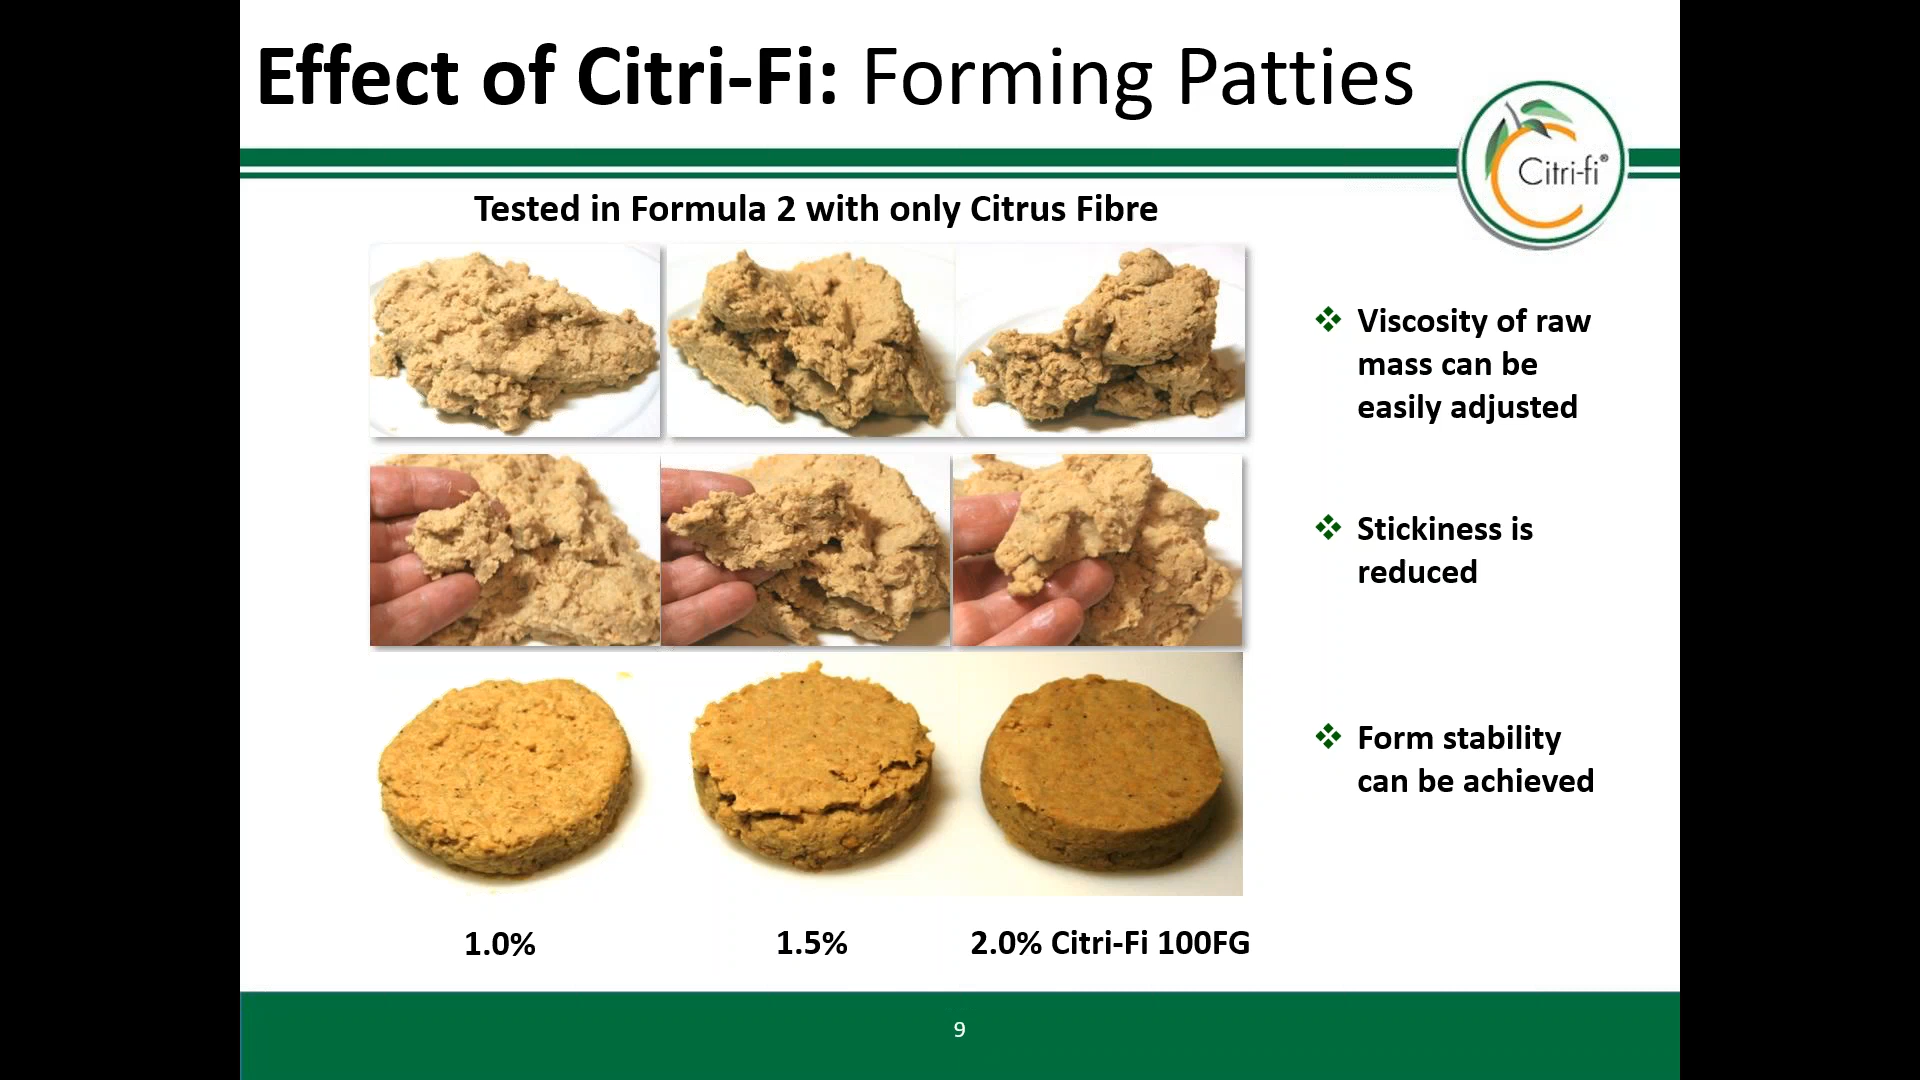 Effect of Citri-Fi: Forming Patties
Citri-fi®
Tested in Formula 2 with only Citrus Fibre
❖ Viscosity of raw
mass can be
easily adjusted
❖ Stickiness is
reduced
❖ Form stability
can be achieved
1.0%
1.5%
2.0% Citri-Fi 100FG
9